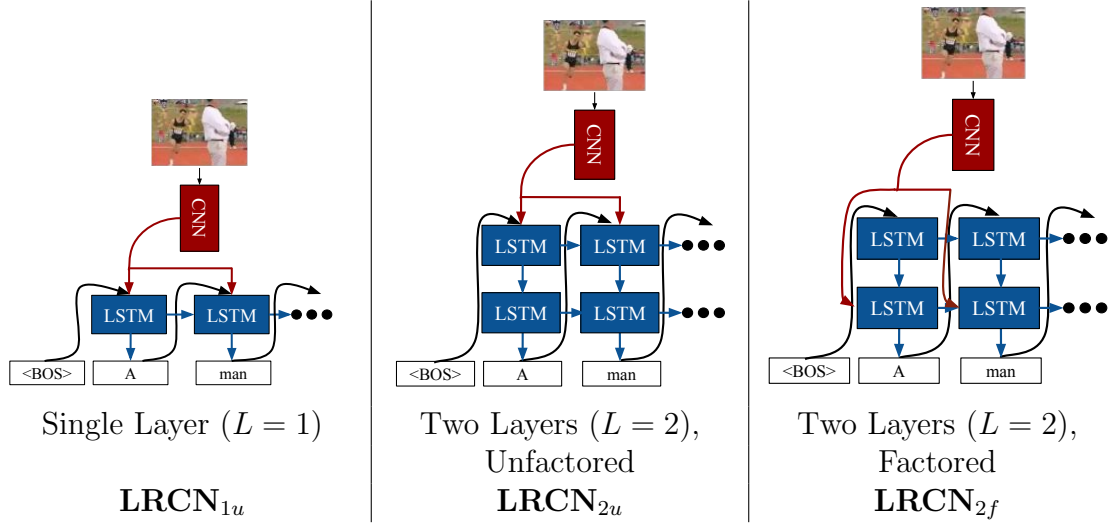 CNN
LSTM
LSTM
<BOS>
A
man
Single Layer (L = 1)
LRCN1u
CNN
LSTM
LSTM
LSTM
LSTM
<BOS>
A
man
Two Layers (L = 2),
Unfactored
LRCN2u
CNN
LSTM
LSTM
LSTM
LSTM
<BOS>
A
man
Two Layers (L = 2),
Factored
LRCN2f